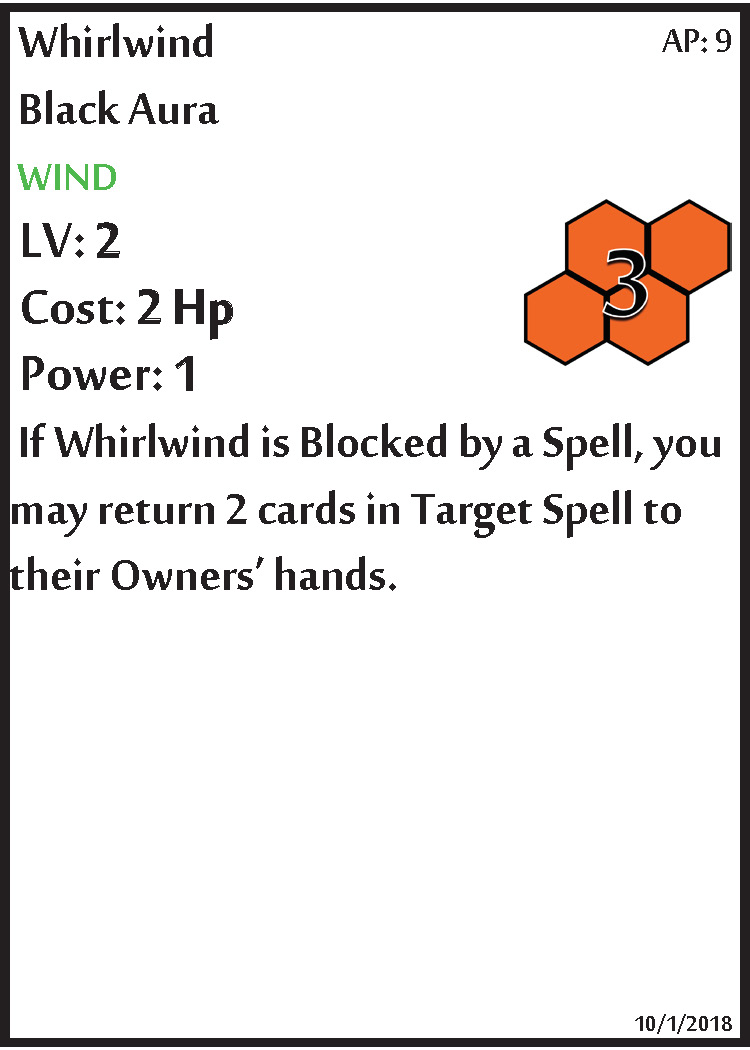 Whirlwind
AP: 9
Black Aura
WIND
LV: 2
Cost: 2 Hp
3
Power: 1
If Whirlwind is Blocked by a Spell, you
may return 2 cards in Target Spell to
their Owners’ hands.
10/1/2018